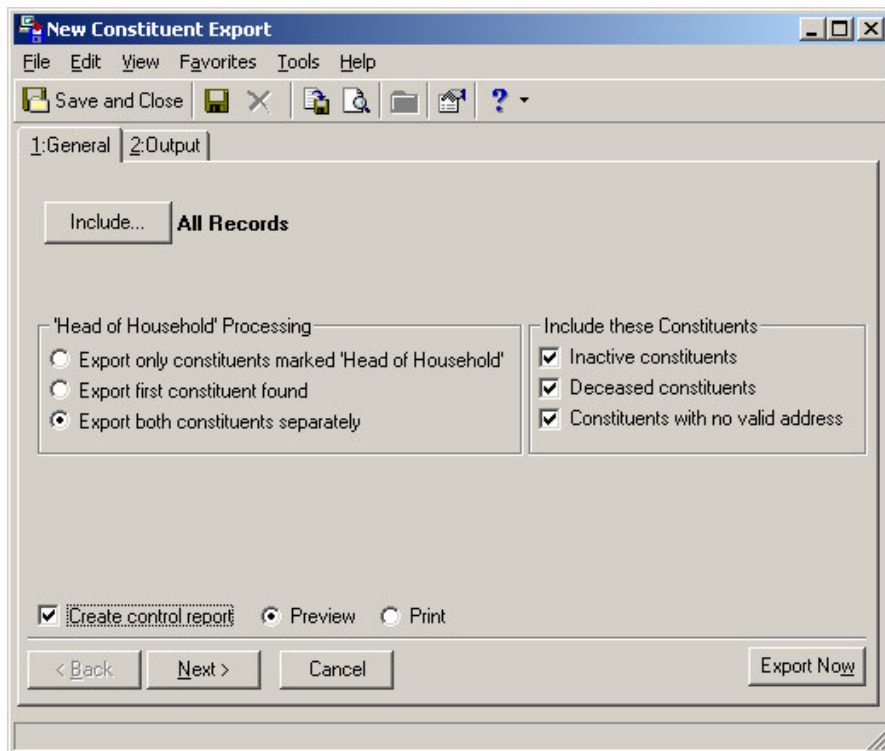 New Constituent Export
File Edit View Favorites Tools Help
Save and Close ?
1:General 2:Output
Include... All Records
'Head of Household' Processing
Export only constituents marked 'Head of Household'
Export first constituent found
Export both constituents separately
Include these Constituents
Inactive constituents
Deceased constituents
Constituents with no valid address
Create control report Preview Print
< Back Next > Cancel Export Now